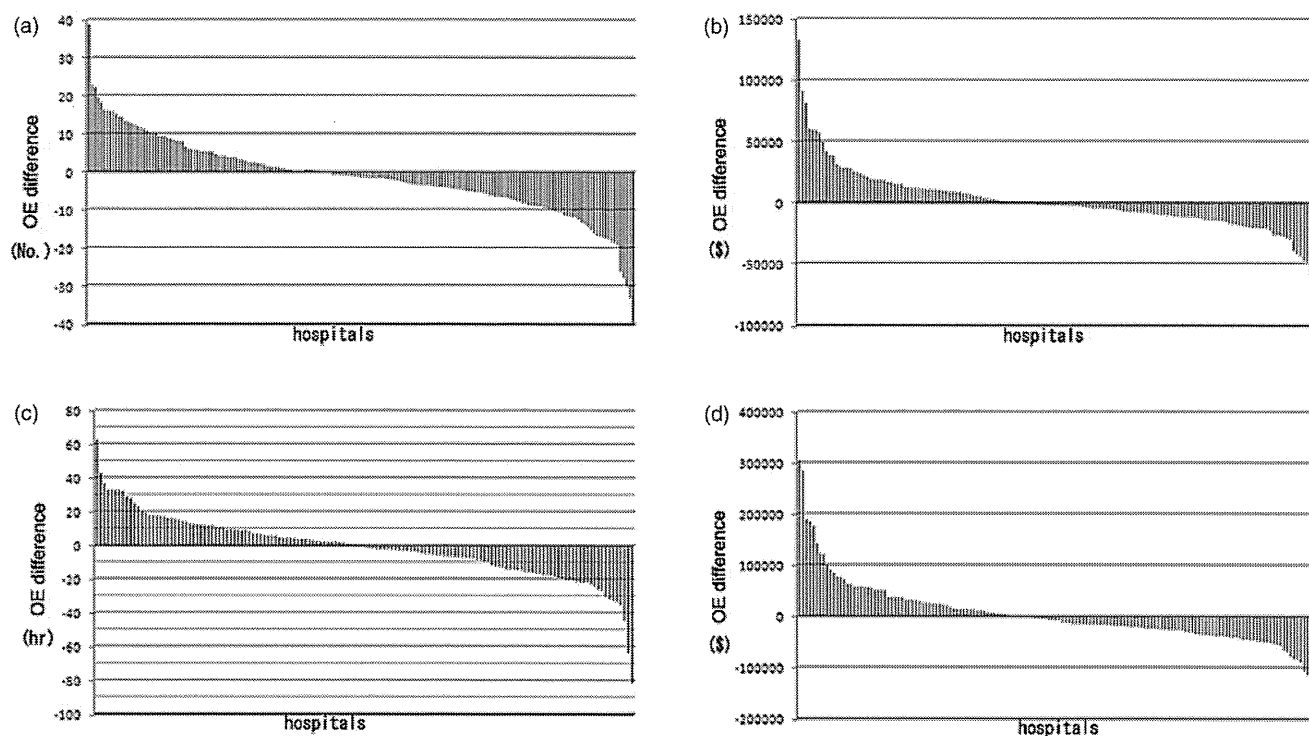 (a)
40
30
20
10
0
-10
-20
-30
-40
OE difference
(No.)
hospitals
(b)
150000
100000
50000
0
-50000
-100000
OE difference
($)
hospitals
(c)
80
60
40
20
0
-20
-40
-60
-80
-100
OE difference
(hr)
hospitals
(d)
400000
300000
200000
100000
0
-100000
-200000
OE difference
($)
hospitals